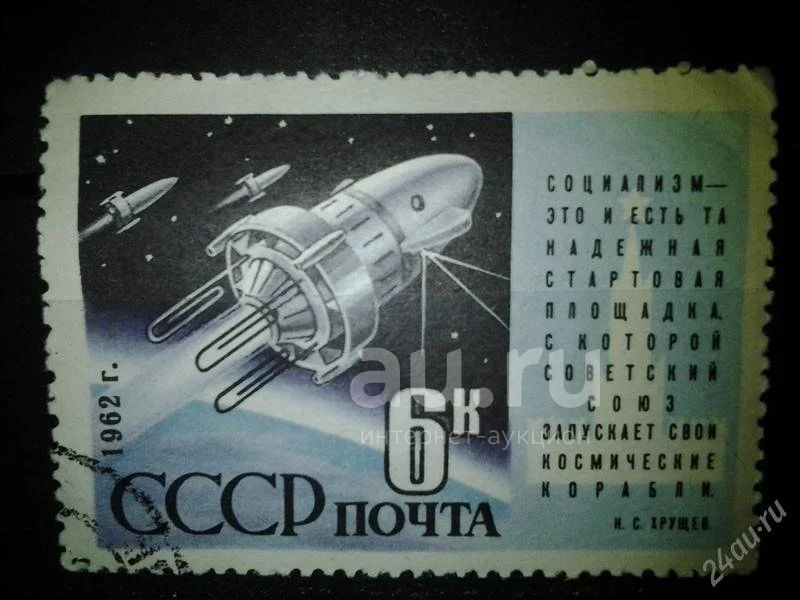 СОЦИАЛИЗМ—
ЭТО И ЕСТЬ ТА
НАДЕЖНАЯ
СТАРТОВАЯ
ПЛОЩАДКА,
С КОТОРОЙ
СОВЕТСКИЙ
СОЮЗ
ЗАПУСКАЕТ СВОИ
КОСМИЧЕСКИЕ
КОРАБЛИ.
Н. С. ХРУЩЕВ.
1962 г.
6К
СССР ПОЧТА
au.ru
интернет-аукцион
24au.ru